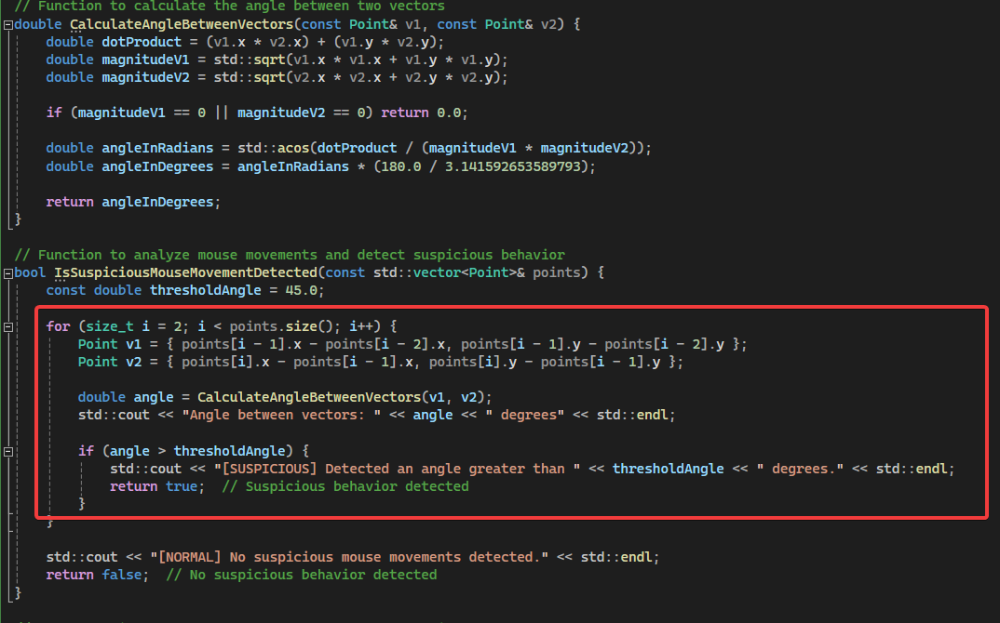 // Function to calculate the angle between two vectors
double CalculateAngleBetweenVectors(const Point& v1, const Point& v2) {
    double dotProduct = (v1.x * v2.x) + (v1.y * v2.y);
    double magnitudeV1 = std::sqrt(v1.x * v1.x + v1.y * v1.y);
    double magnitudeV2 = std::sqrt(v2.x * v2.x + v2.y * v2.y);
    if (magnitudeV1 == 0 || magnitudeV2 == 0) return 0.0;
    double angleInRadians = std::acos(dotProduct / (magnitudeV1 * magnitudeV2));
    double angleInDegrees = angleInRadians * (180.0 / 3.141592653589793);
    return angleInDegrees;
}
// Function to analyze mouse movements and detect suspicious behavior
bool IsSuspiciousMouseMovementDetected(const std::vector<Point>& points) {
    const double thresholdAngle = 45.0;
    for (size_t i = 2; i < points.size(); i++) {
        Point v1 = { points[i - 1].x - points[i - 2].x, points[i - 1].y - points[i - 2].y };
        Point v2 = { points[i].x - points[i - 1].x, points[i].y - points[i - 1].y };
        double angle = CalculateAngleBetweenVectors(v1, v2);
        std::cout << "Angle between vectors: " << angle << " degrees" << std::endl;
        if (angle > thresholdAngle) {
            std::cout << "[SUSPICIOUS] Detected an angle greater than " << thresholdAngle << " degrees." << std::endl;
            return true;  // Suspicious behavior detected
        }
    }
    std::cout << "[NORMAL] No suspicious mouse movements detected." << std::endl;
    return false;  // No suspicious behavior detected
}